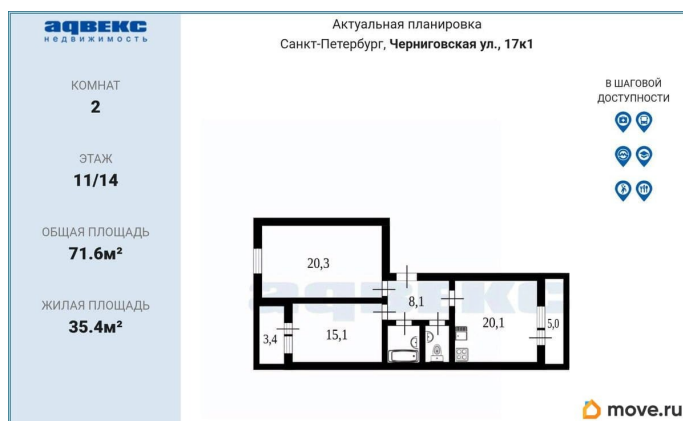 АДВЕКС
НЕДВИЖИМОСТЬ
КОМНАТ
2
ЭТАЖ
11/14
ОБЩАЯ ПЛОЩАДЬ
71.6м²
ЖИЛАЯ ПЛОЩАДЬ
35.4м²
Актуальная планировка
Санкт-Петербург, Черниговская ул., 17к1
В ШАГОВОЙ
ДОСТУПНОСТИ
20,3
8,1
3,4
15,1
20,1
5,0
АДВЕКС
move.ru